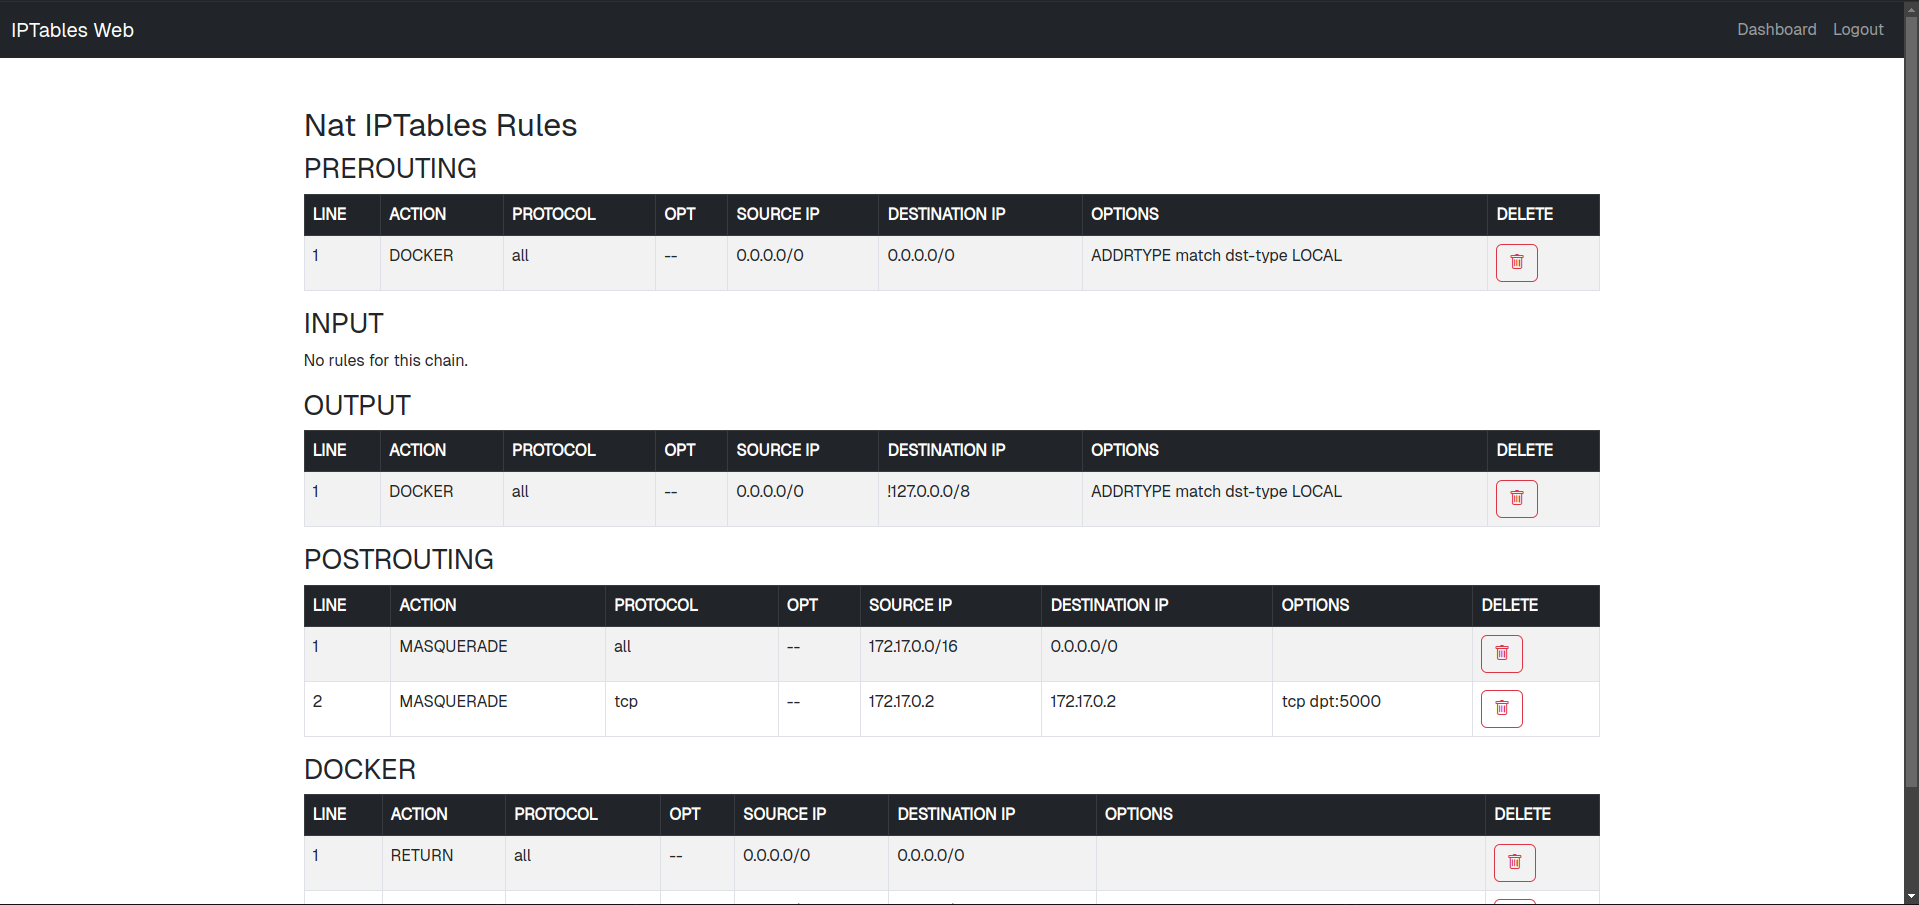 IPTables Web Dashboard Logout
Nat IPTables Rules
PREROUTING
LINE ACTION PROTOCOL OPT SOURCE IP DESTINATION IP OPTIONS DELETE
1 DOCKER all -- 0.0.0.0/0 0.0.0.0/0 ADDRTYPE match dst-type LOCAL
INPUT
No rules for this chain.
OUTPUT
LINE ACTION PROTOCOL OPT SOURCE IP DESTINATION IP OPTIONS DELETE
1 DOCKER all -- 0.0.0.0/0 !127.0.0.0/8 ADDRTYPE match dst-type LOCAL
POSTROUTING
LINE ACTION PROTOCOL OPT SOURCE IP DESTINATION IP OPTIONS DELETE
1 MASQUERADE all -- 172.17.0.0/16 0.0.0.0/0
2 MASQUERADE tcp -- 172.17.0.2 172.17.0.2 tcp dpt:5000
DOCKER
LINE ACTION PROTOCOL OPT SOURCE IP DESTINATION IP OPTIONS DELETE
1 RETURN all -- 0.0.0.0/0 0.0.0.0/0